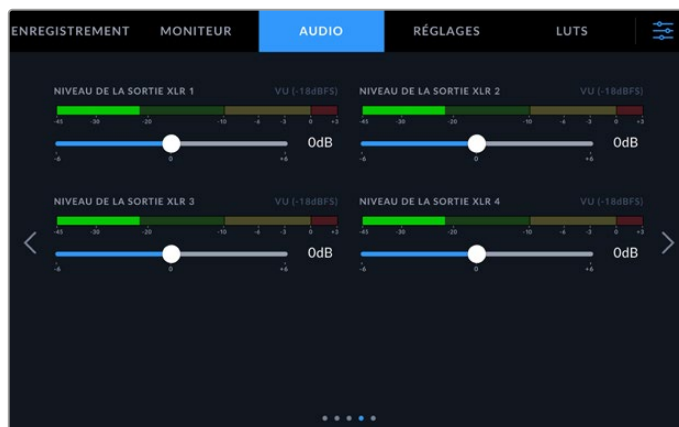 ENREGISTREMENT MONITEUR AUDIO RÉGLAGES LUTS
NIVEAU DE LA SORTIE XLR 1 VU (-18dBFS) NIVEAU DE LA SORTIE XLR 2 VU (-18dBFS)
-45 -30 -20 -10 -6 -3 0 +3 -45 -30 -20 -10 -6 -3 0 +3
0dB 0dB
-6 0 +6 -6 0 +6
NIVEAU DE LA SORTIE XLR 3 VU (-18dBFS) NIVEAU DE LA SORTIE XLR 4 VU (-18dBFS)
-45 -30 -20 -10 -6 -3 0 +3 -45 -30 -20 -10 -6 -3 0 +3
0dB 0dB
-6 0 +6 -6 0 +6